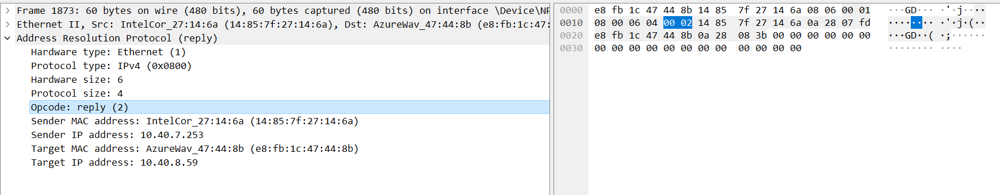 Frame 1873: 60 bytes on wire (480 bits), 60 bytes captured (480 bits) on interface \Device\NP
Ethernet II, Src: IntelCor_27:14:6a (14:85:7f:27:14:6a), Dst: AzureWav_47:44:8b (e8:fb:1c:47:
Address Resolution Protocol (reply)
Hardware type: Ethernet (1)
Protocol type: IPv4 (0x0800)
Hardware size: 6
Protocol size: 4
Opcode: reply (2)
Sender MAC address: IntelCor_27:14:6a (14:85:7f:27:14:6a)
Sender IP address: 10.40.7.253
Target MAC address: AzureWav_47:44:8b (e8:fb:1c:47:44:8b)
Target IP address: 10.40.8.59
0000 e8 fb 1c 47 44 8b 14 85 7f 27 14 6a 08 06 00 01 ···GD··· ·'·j····
0010 08 00 06 04 00 02 14 85 7f 27 14 6a 0a 28 07 fd ········ ·'·j·(··
0020 e8 fb 1c 47 44 8b 0a 28 08 3b 00 00 00 00 00 00 ···GD··( ·;······
0030 00 00 00 00 00 00 00 00 00 00 00 00 ········ ····